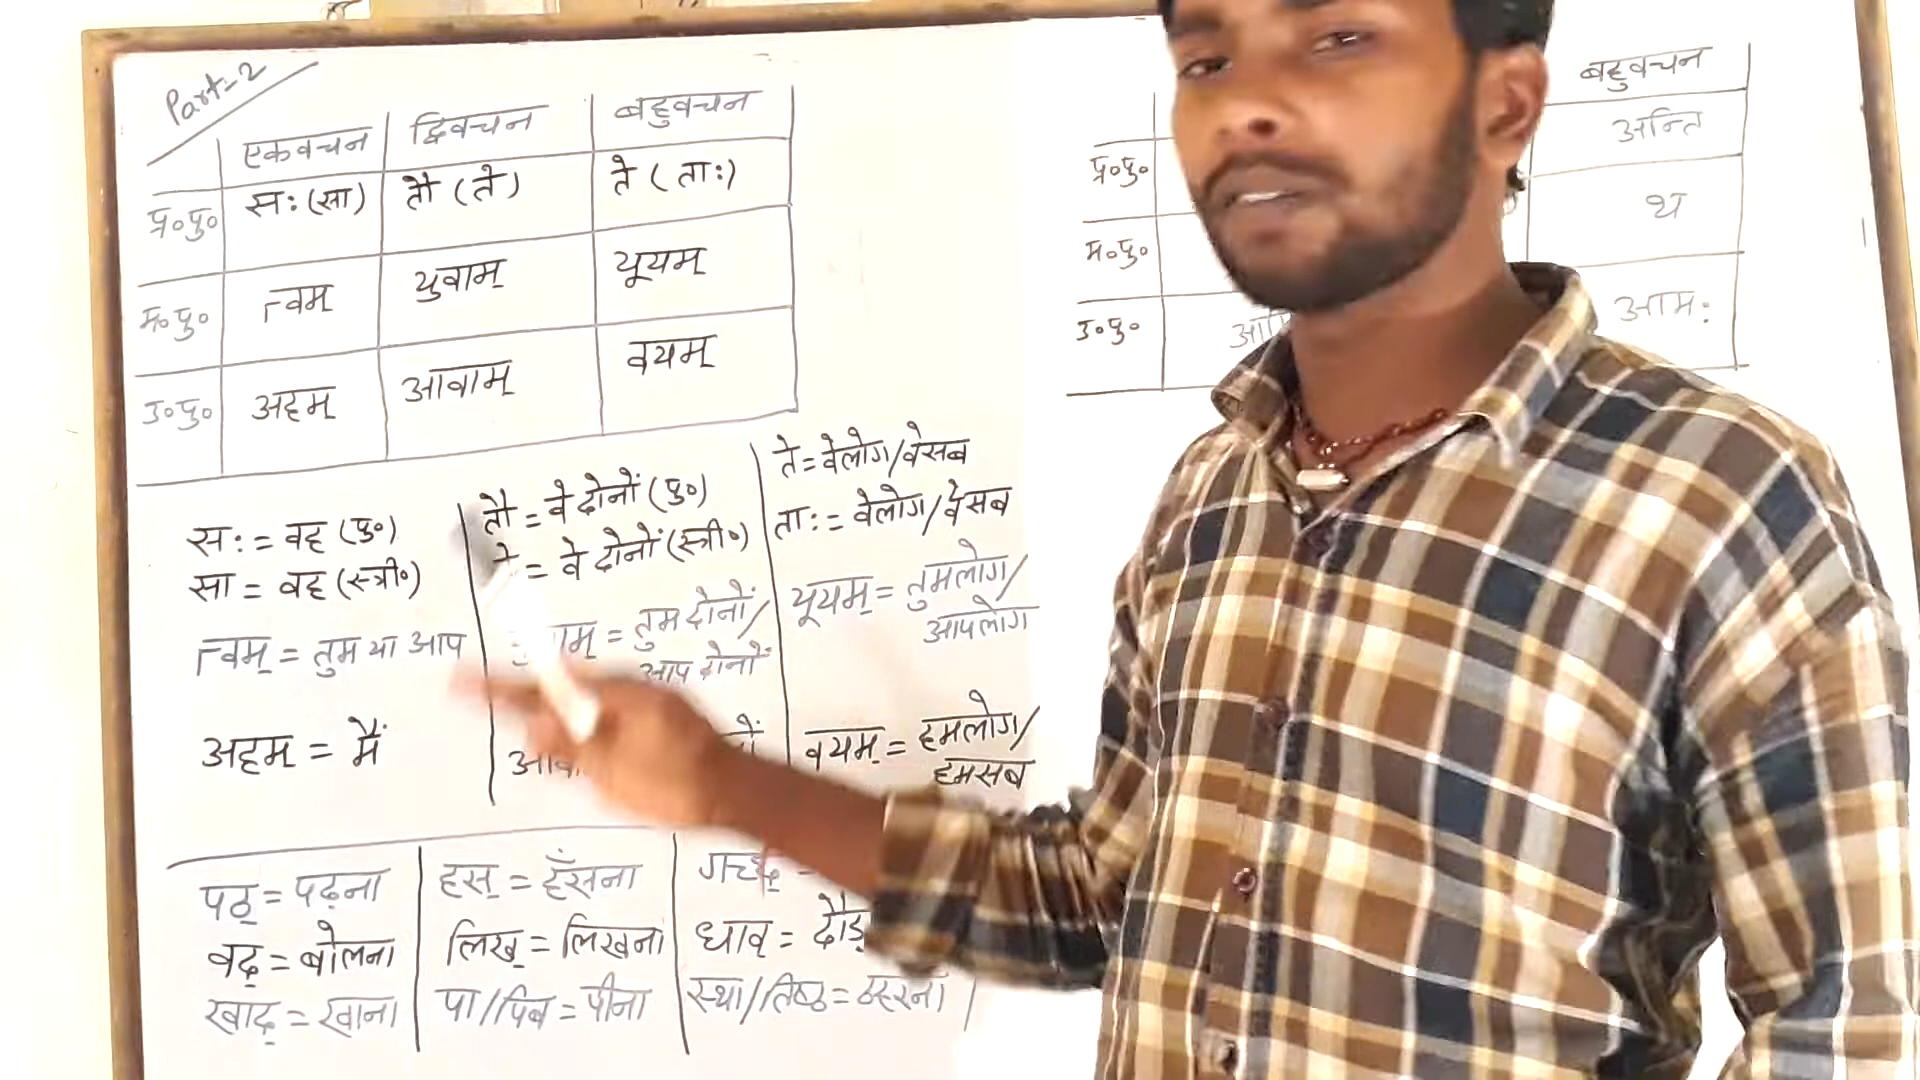 Part-2
एकवचन द्विवचन बहुवचन
प्र०पु० सः(सा) तौ(ते) ते(ताः)
म०पु० त्वम् युवाम् यूयम्
उ०पु० अहम् आवाम् वयम्
बहुवचन
प्र०पु० अन्ति
म०पु० थ
उ०पु० आमः
सः = वह (पु०)
सा = वह (स्त्री०)
त्वम् = तुम या आप
अहम् = मैं
तौ = वे दोनों (पु०)
= वे दोनों (स्त्री०)
= तुम दोनों/
आप दोनों
ते = वेलोग/वेसब
ताः = वेलोग/वेसब
यूयम् = तुमलोग/
आपलोग
वयम् = हमलोग/
हमसब
पठ् = पढ़ना
वद् = बोलना
खाद् = खाना
हस् = हँसना
लिख् = लिखना
पा/पिब = पीना
धाव् =
स्था/तिष्ठ = ठहरना